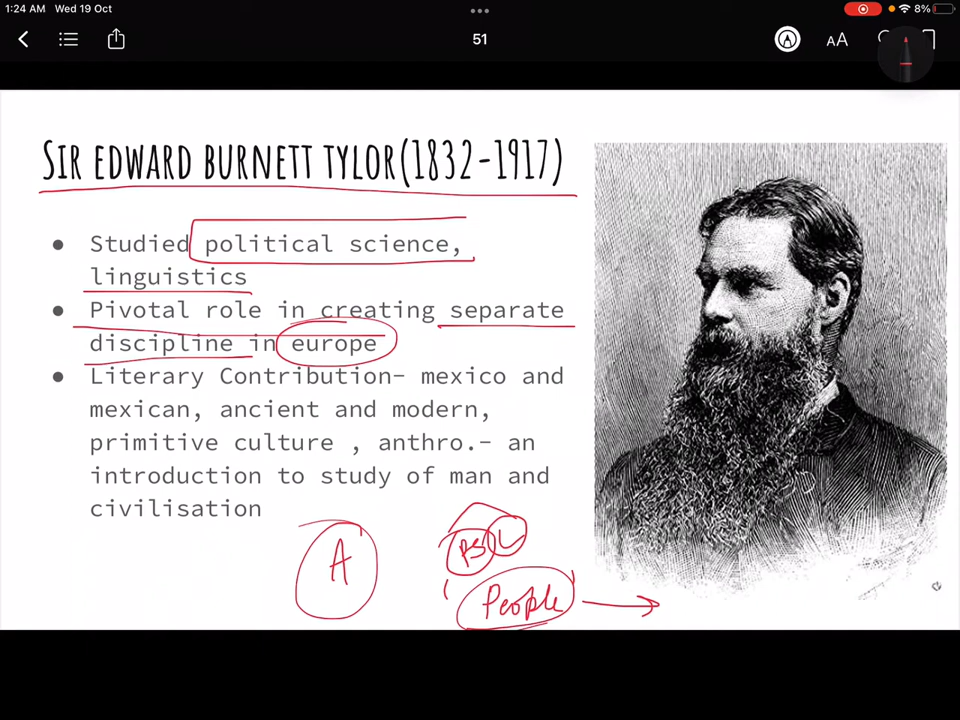 1:24 AM Wed 19 Oct
8%
51
AA
SIR EDWARD BURNETT TYLOR(1832-1917)
● Studied political science,
linguistics
● Pivotal role in creating separate
discipline in europe
● Literary Contribution- mexico and
mexican, ancient and modern,
primitive culture , anthro.- an
introduction to study of man and
civilisation
A
PS L
People